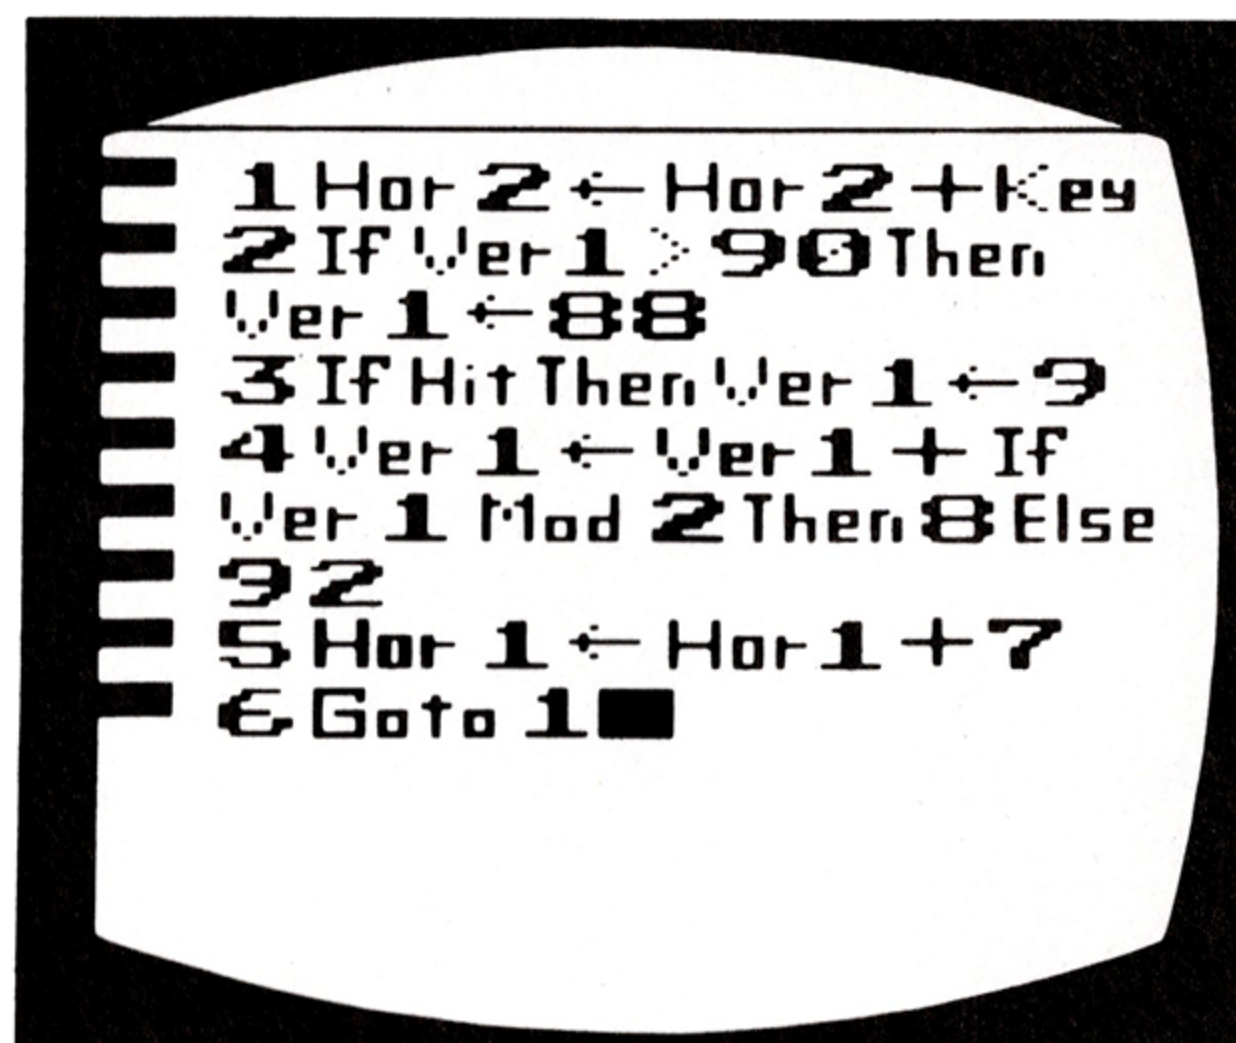 1 Hor 2 ← Hor 2 + Key
2 If Ver 1 > 90 Then
Ver 1 ← 88
3 If Hit Then Ver 1 ← 9
4 Ver 1 ← Ver 1 + If
Ver 1 Mod 2 Then 8 Else
92
5 Hor 1 ← Hor 1 + 7
6 Goto 1